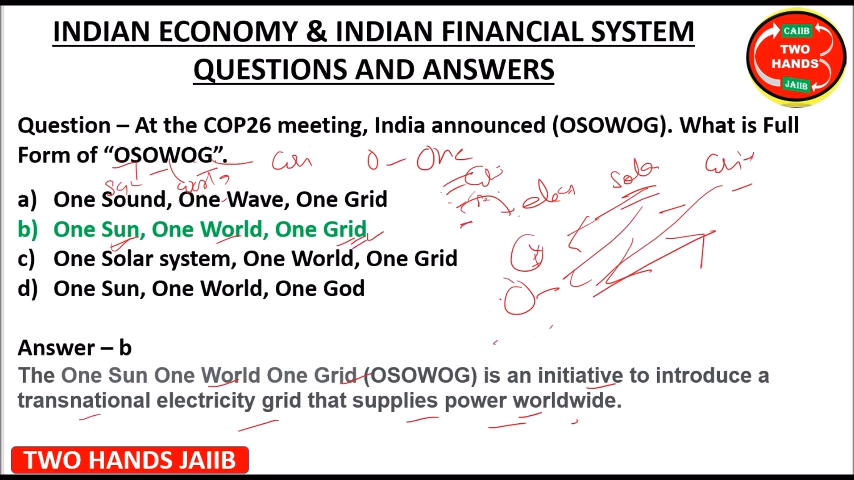 INDIAN ECONOMY & INDIAN FINANCIAL SYSTEM
QUESTIONS AND ANSWERS
CAIIB
TWO
HANDS
JAIIB
Question – At the COP26 meeting, India announced (OSOWOG). What is Full
Form of “OSOWOG”.
O – One
Solar
elec
a) One Sound, One Wave, One Grid
b) One Sun, One World, One Grid
c) One Solar system, One World, One Grid
d) One Sun, One World, One God
Answer – b
The One Sun One World One Grid (OSOWOG) is an initiative to introduce a
transnational electricity grid that supplies power worldwide.
TWO HANDS JAIIB